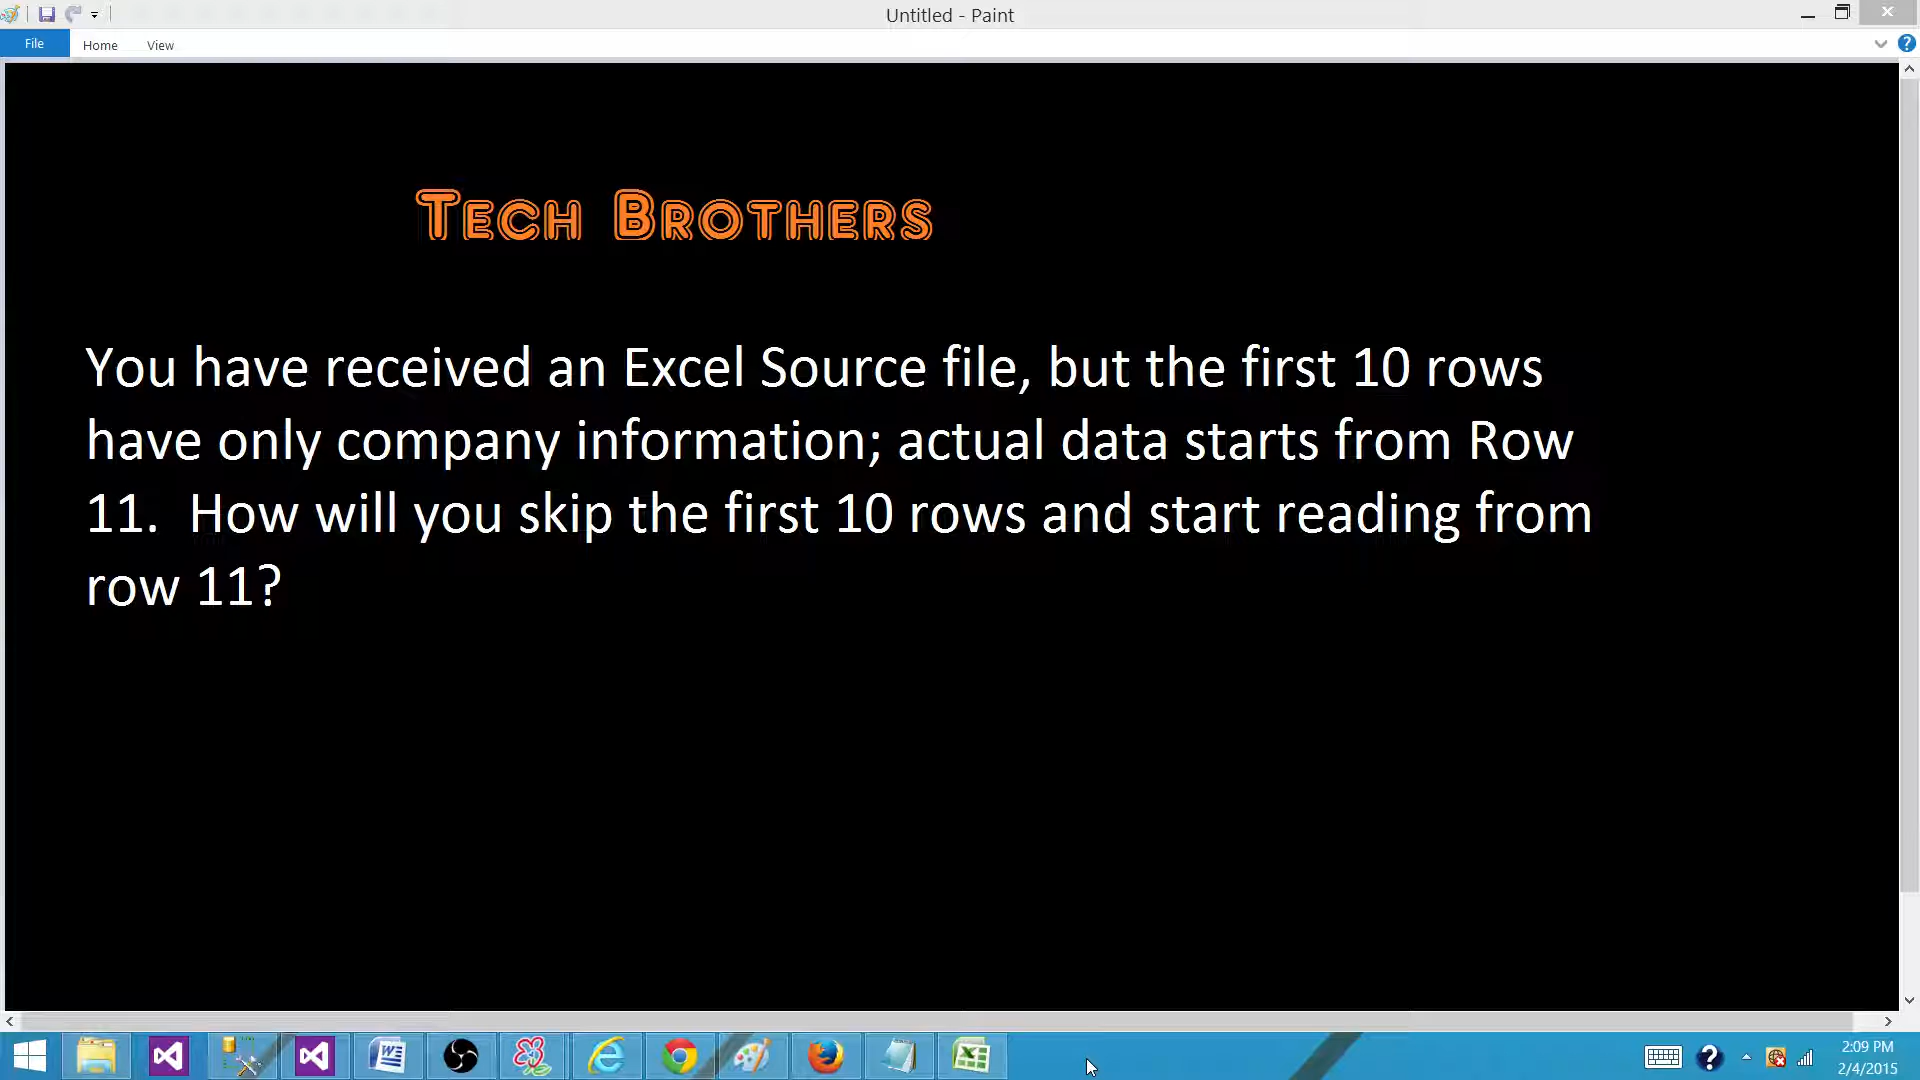 Untitled - Paint
File Home View
Tech Brothers
You have received an Excel Source file, but the first 10 rows
have only company information; actual data starts from Row
11.  How will you skip the first 10 rows and start reading from
row 11?
2:09 PM
2/4/2015